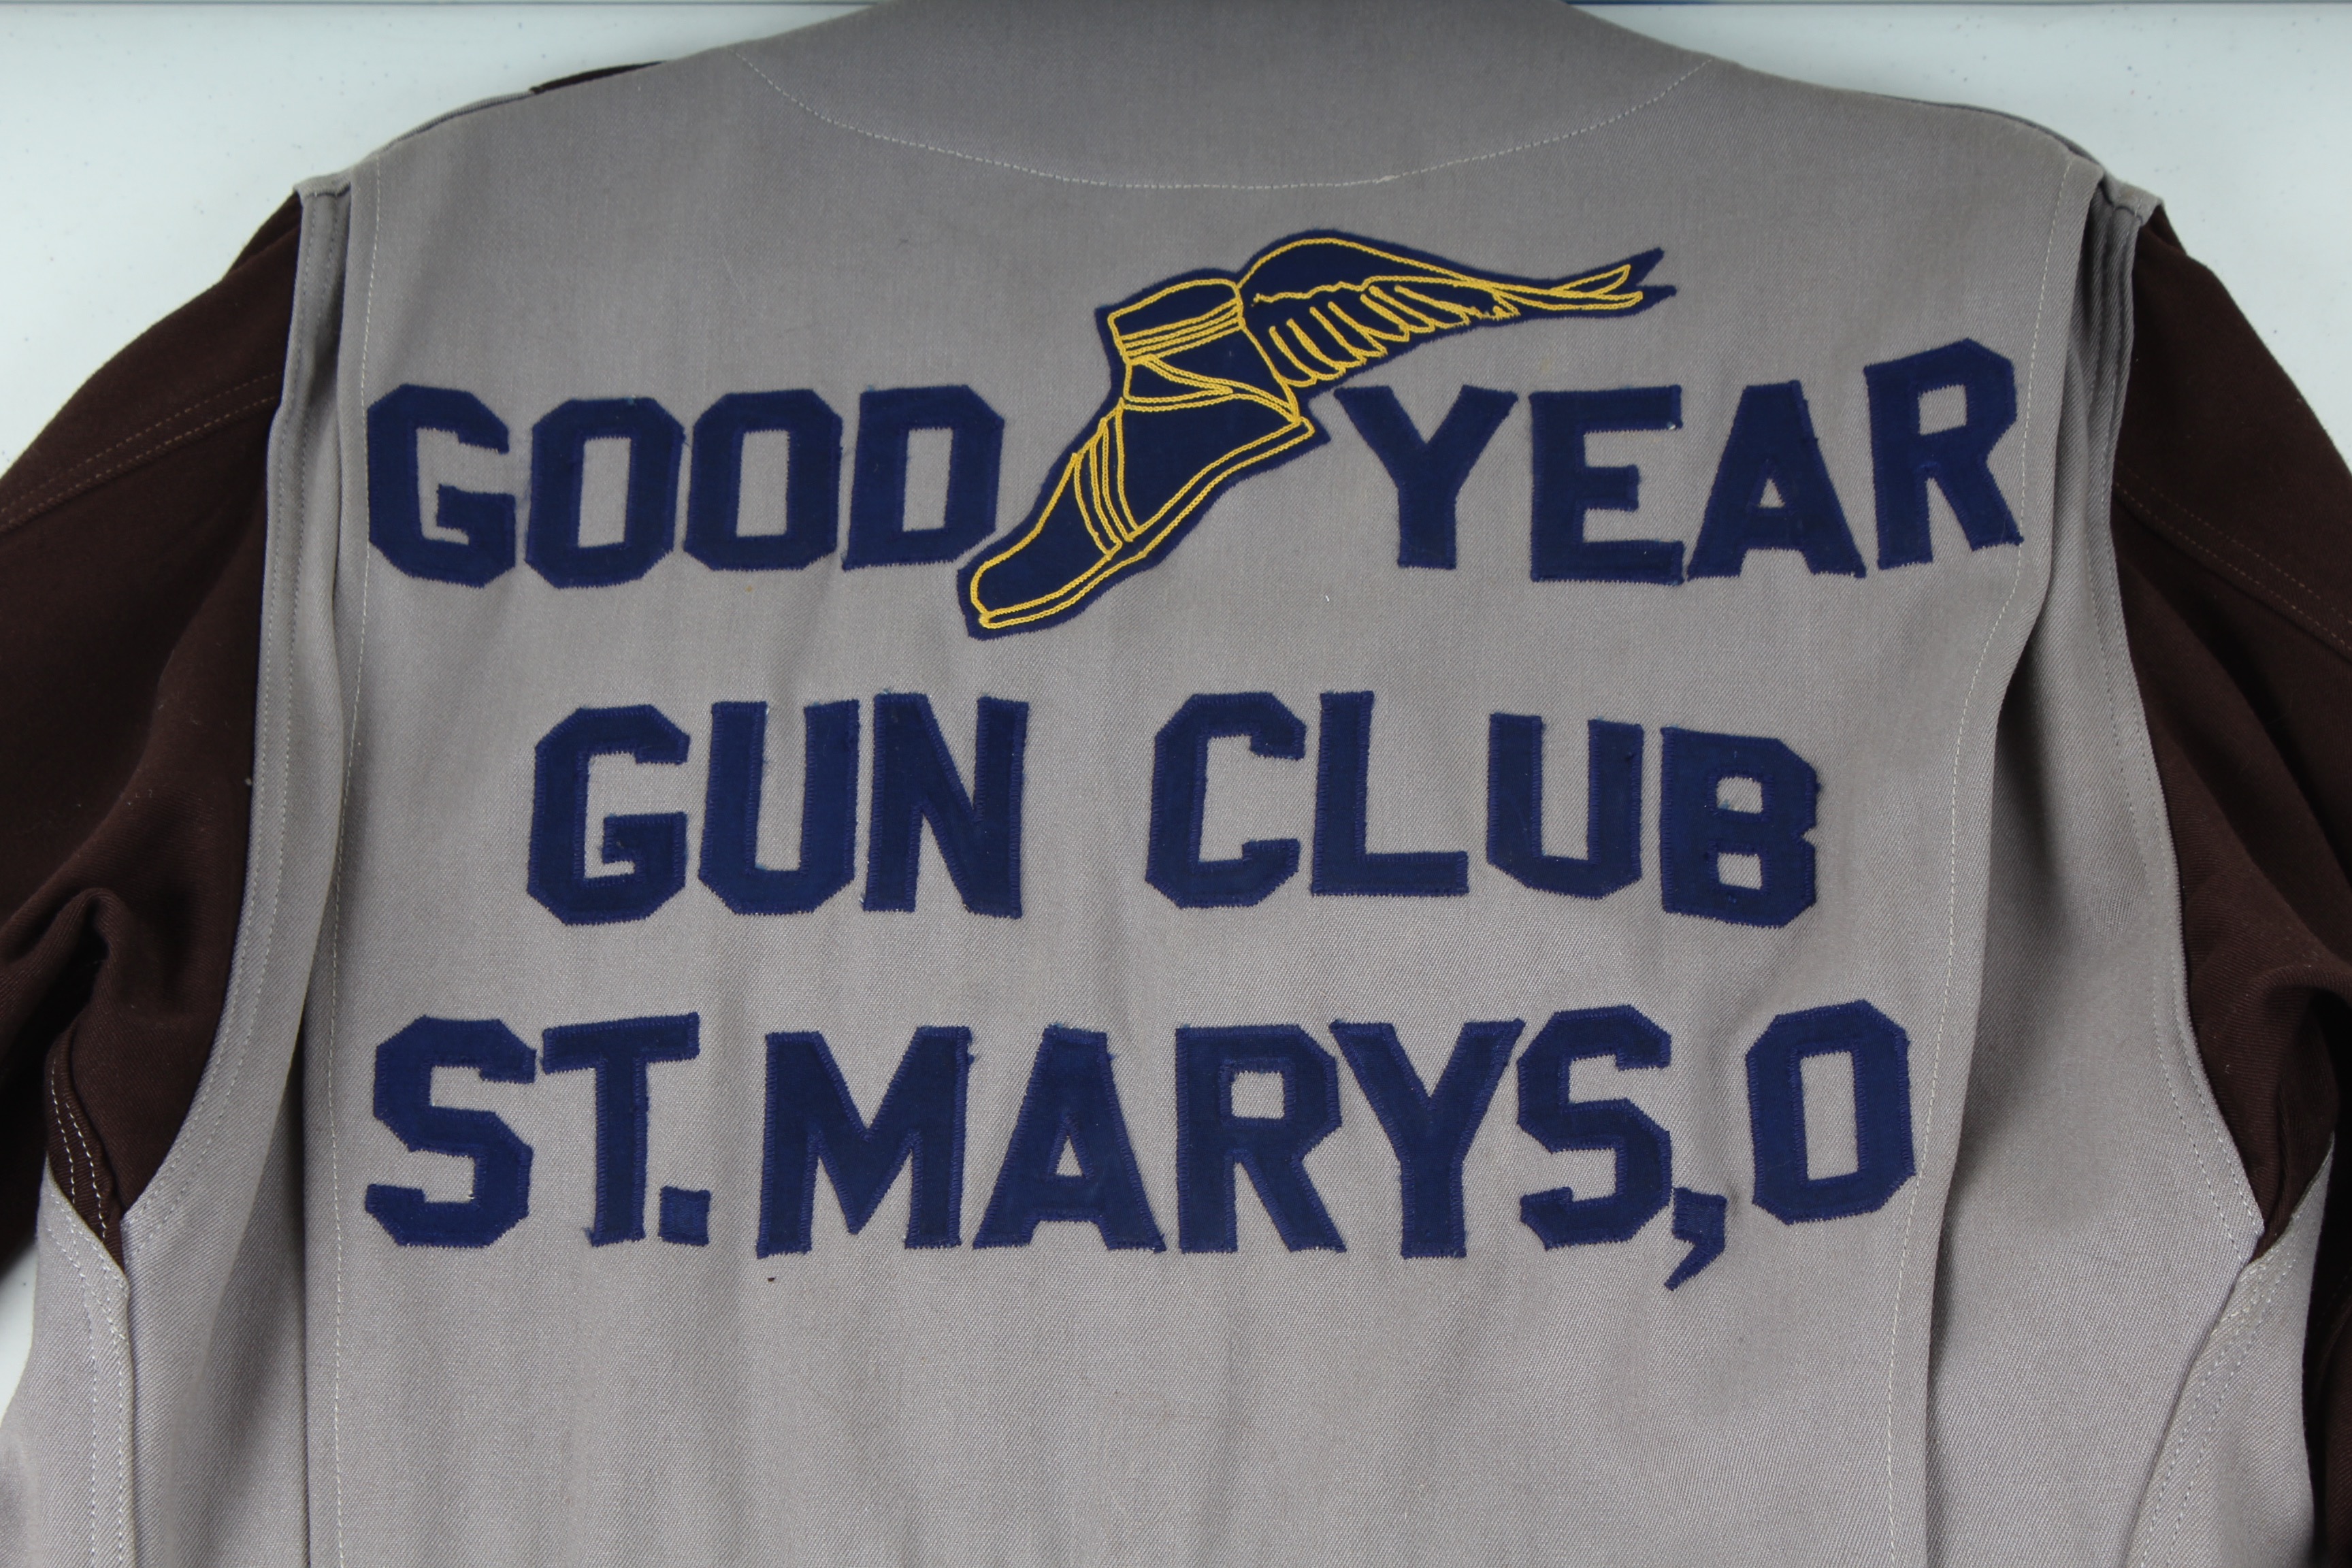 GOOD YEAR
GUN CLUB
ST. MARYS, O